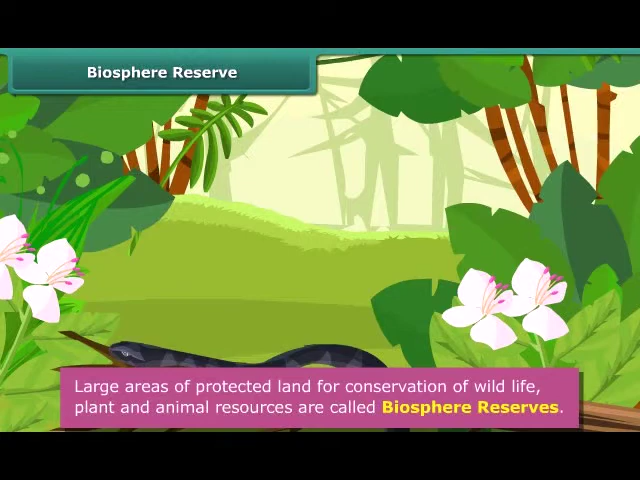 Biosphere Reserve
Large areas of protected land for conservation of wild life,
plant and animal resources are called Biosphere Reserves.